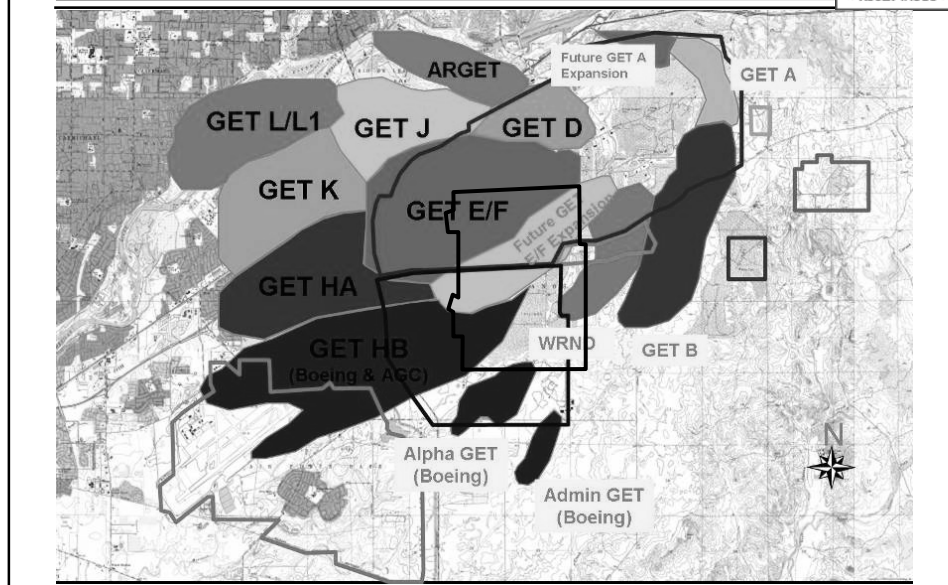 ARGET
Future GET A
Expansion
GET A
GET L/L1
GET J
GET D
GET K
GET E/F
Future GET
E/F Expansion
GET HA
GET HB
(Boeing & AGC)
WRND
GET B
Alpha GET
(Boeing)
Admin GET
(Boeing)
N